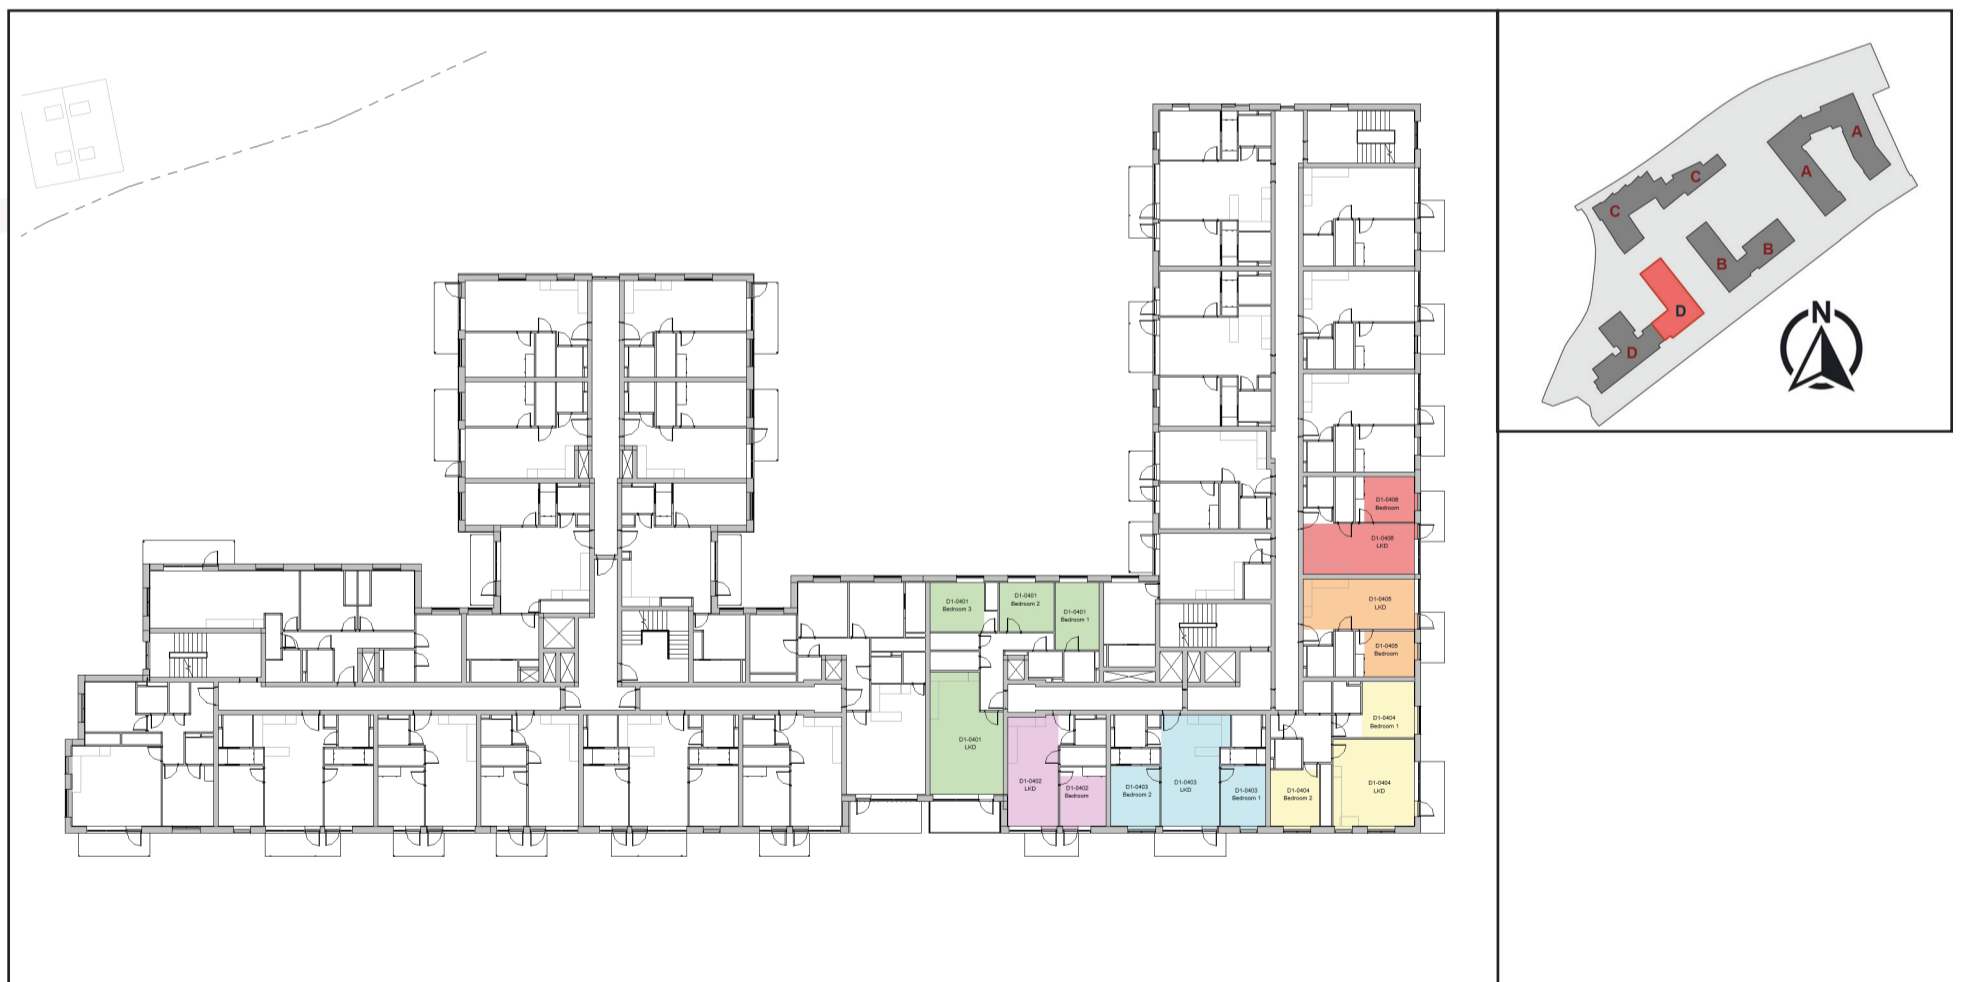 A
A
C
C
B
B
D
D
N
D1-0406
Bedroom
D1-0406
LKD
D1-0405
LKD
D1-0405
Bedroom
D1-0404
Bedroom 1
D1-0404
LKD
D1-0404
Bedroom 2
D1-0401
Bedroom 3
D1-0401
Bedroom 2
D1-0401
Bedroom 1
D1-0401
LKD
D1-0402
LKD
D1-0402
Bedroom
D1-0403
Bedroom 2
D1-0403
LKD
D1-0403
Bedroom 1